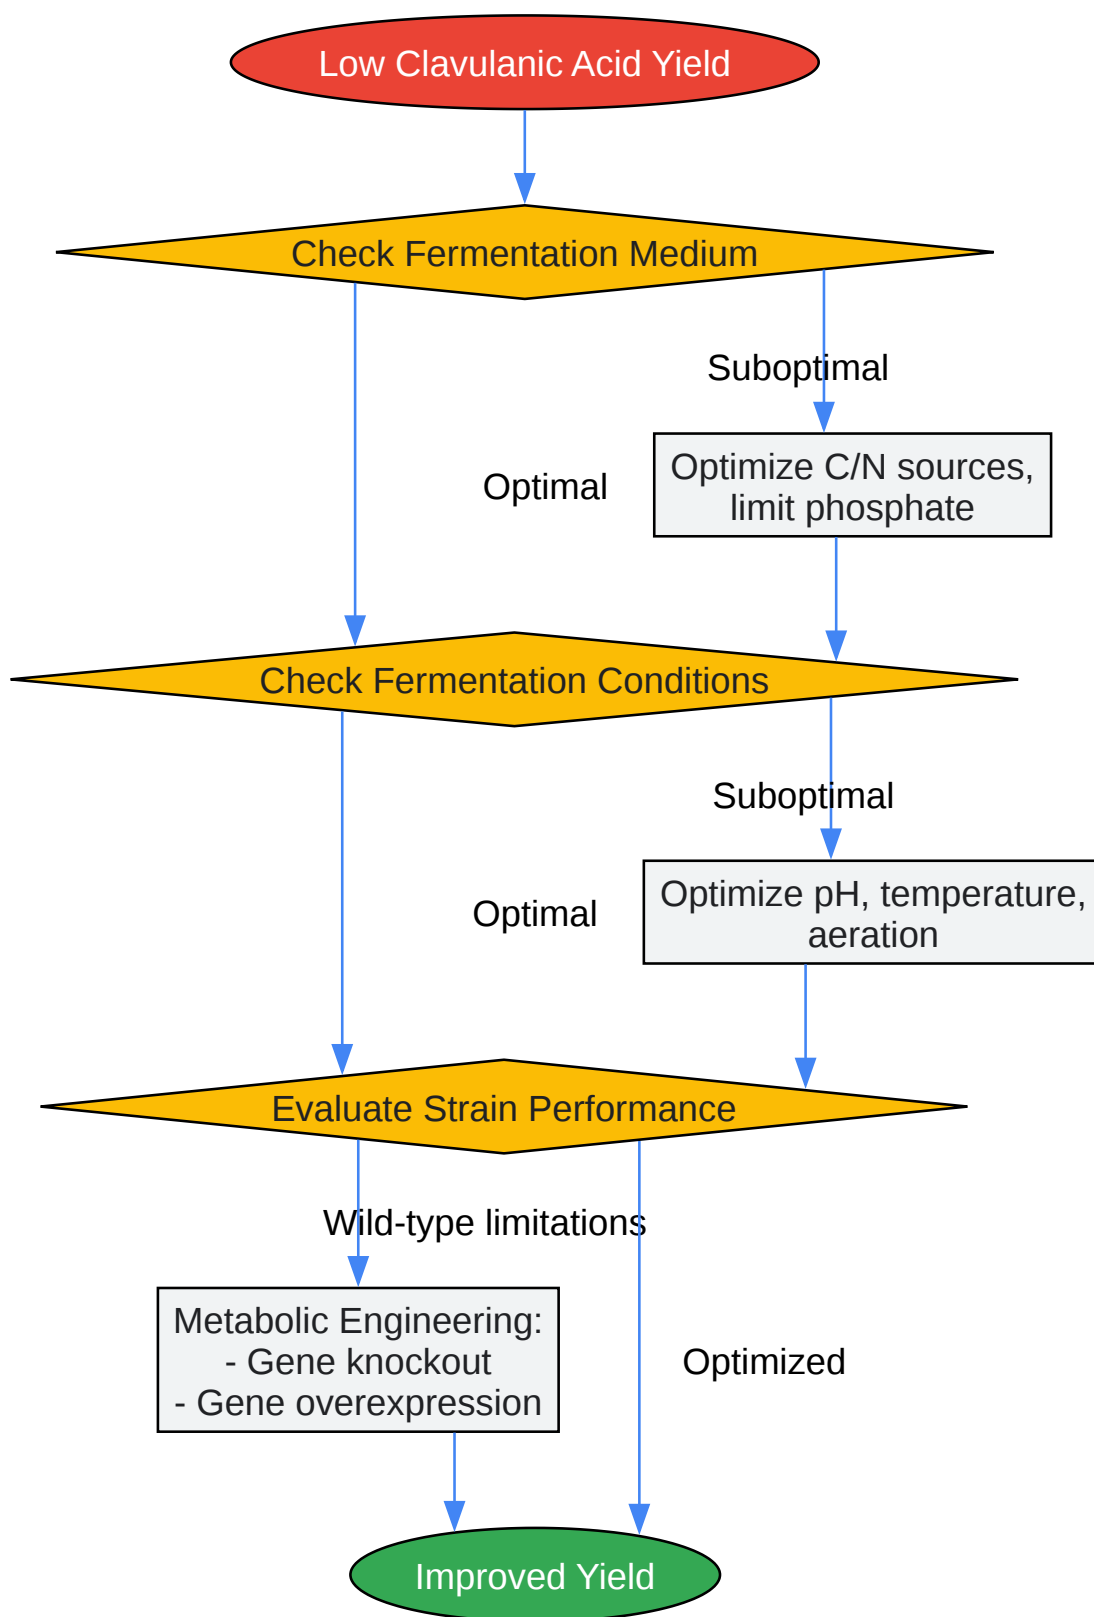 Low Clavulanic Acid Yield
Check Fermentation Medium
Suboptimal
Optimize C/N sources,
limit phosphate
Optimal
Check Fermentation Conditions
Suboptimal
Optimize pH, temperature,
aeration
Optimal
Evaluate Strain Performance
Wild-type limitations
Metabolic Engineering:
- Gene knockout
- Gene overexpression
Optimized
Improved Yield